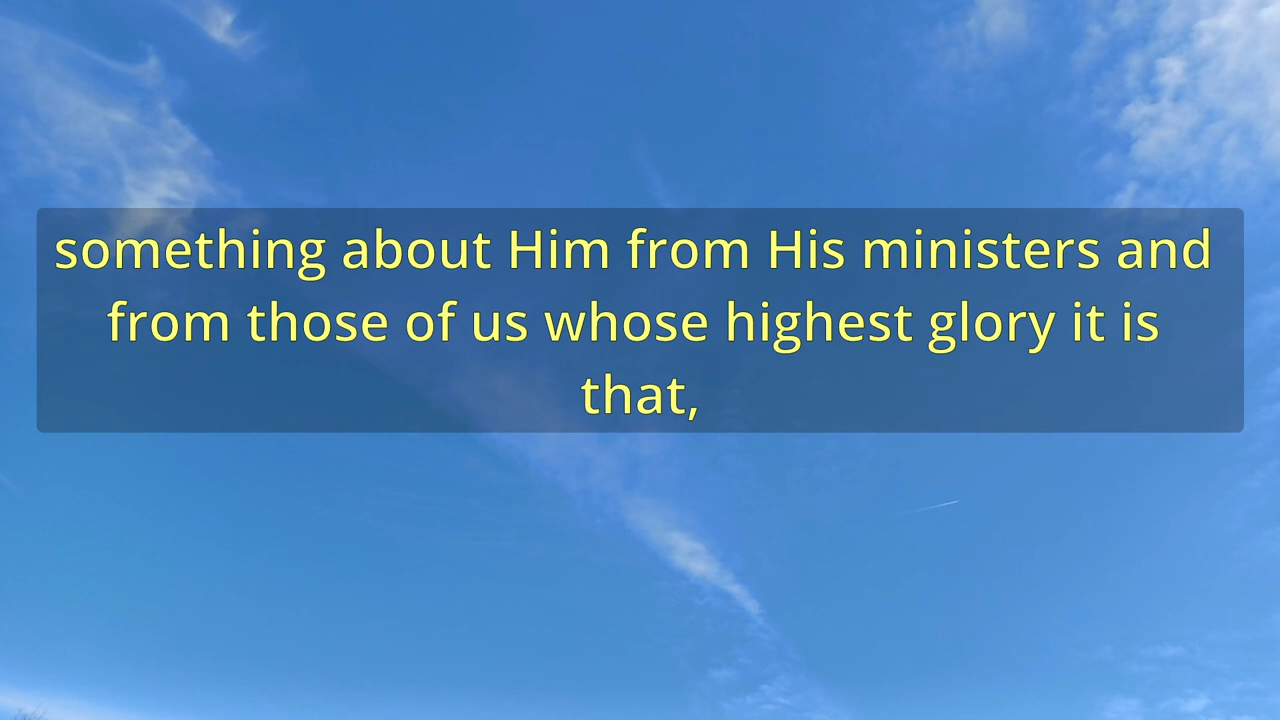 something about Him from His ministers and
from those of us whose highest glory it is
that,